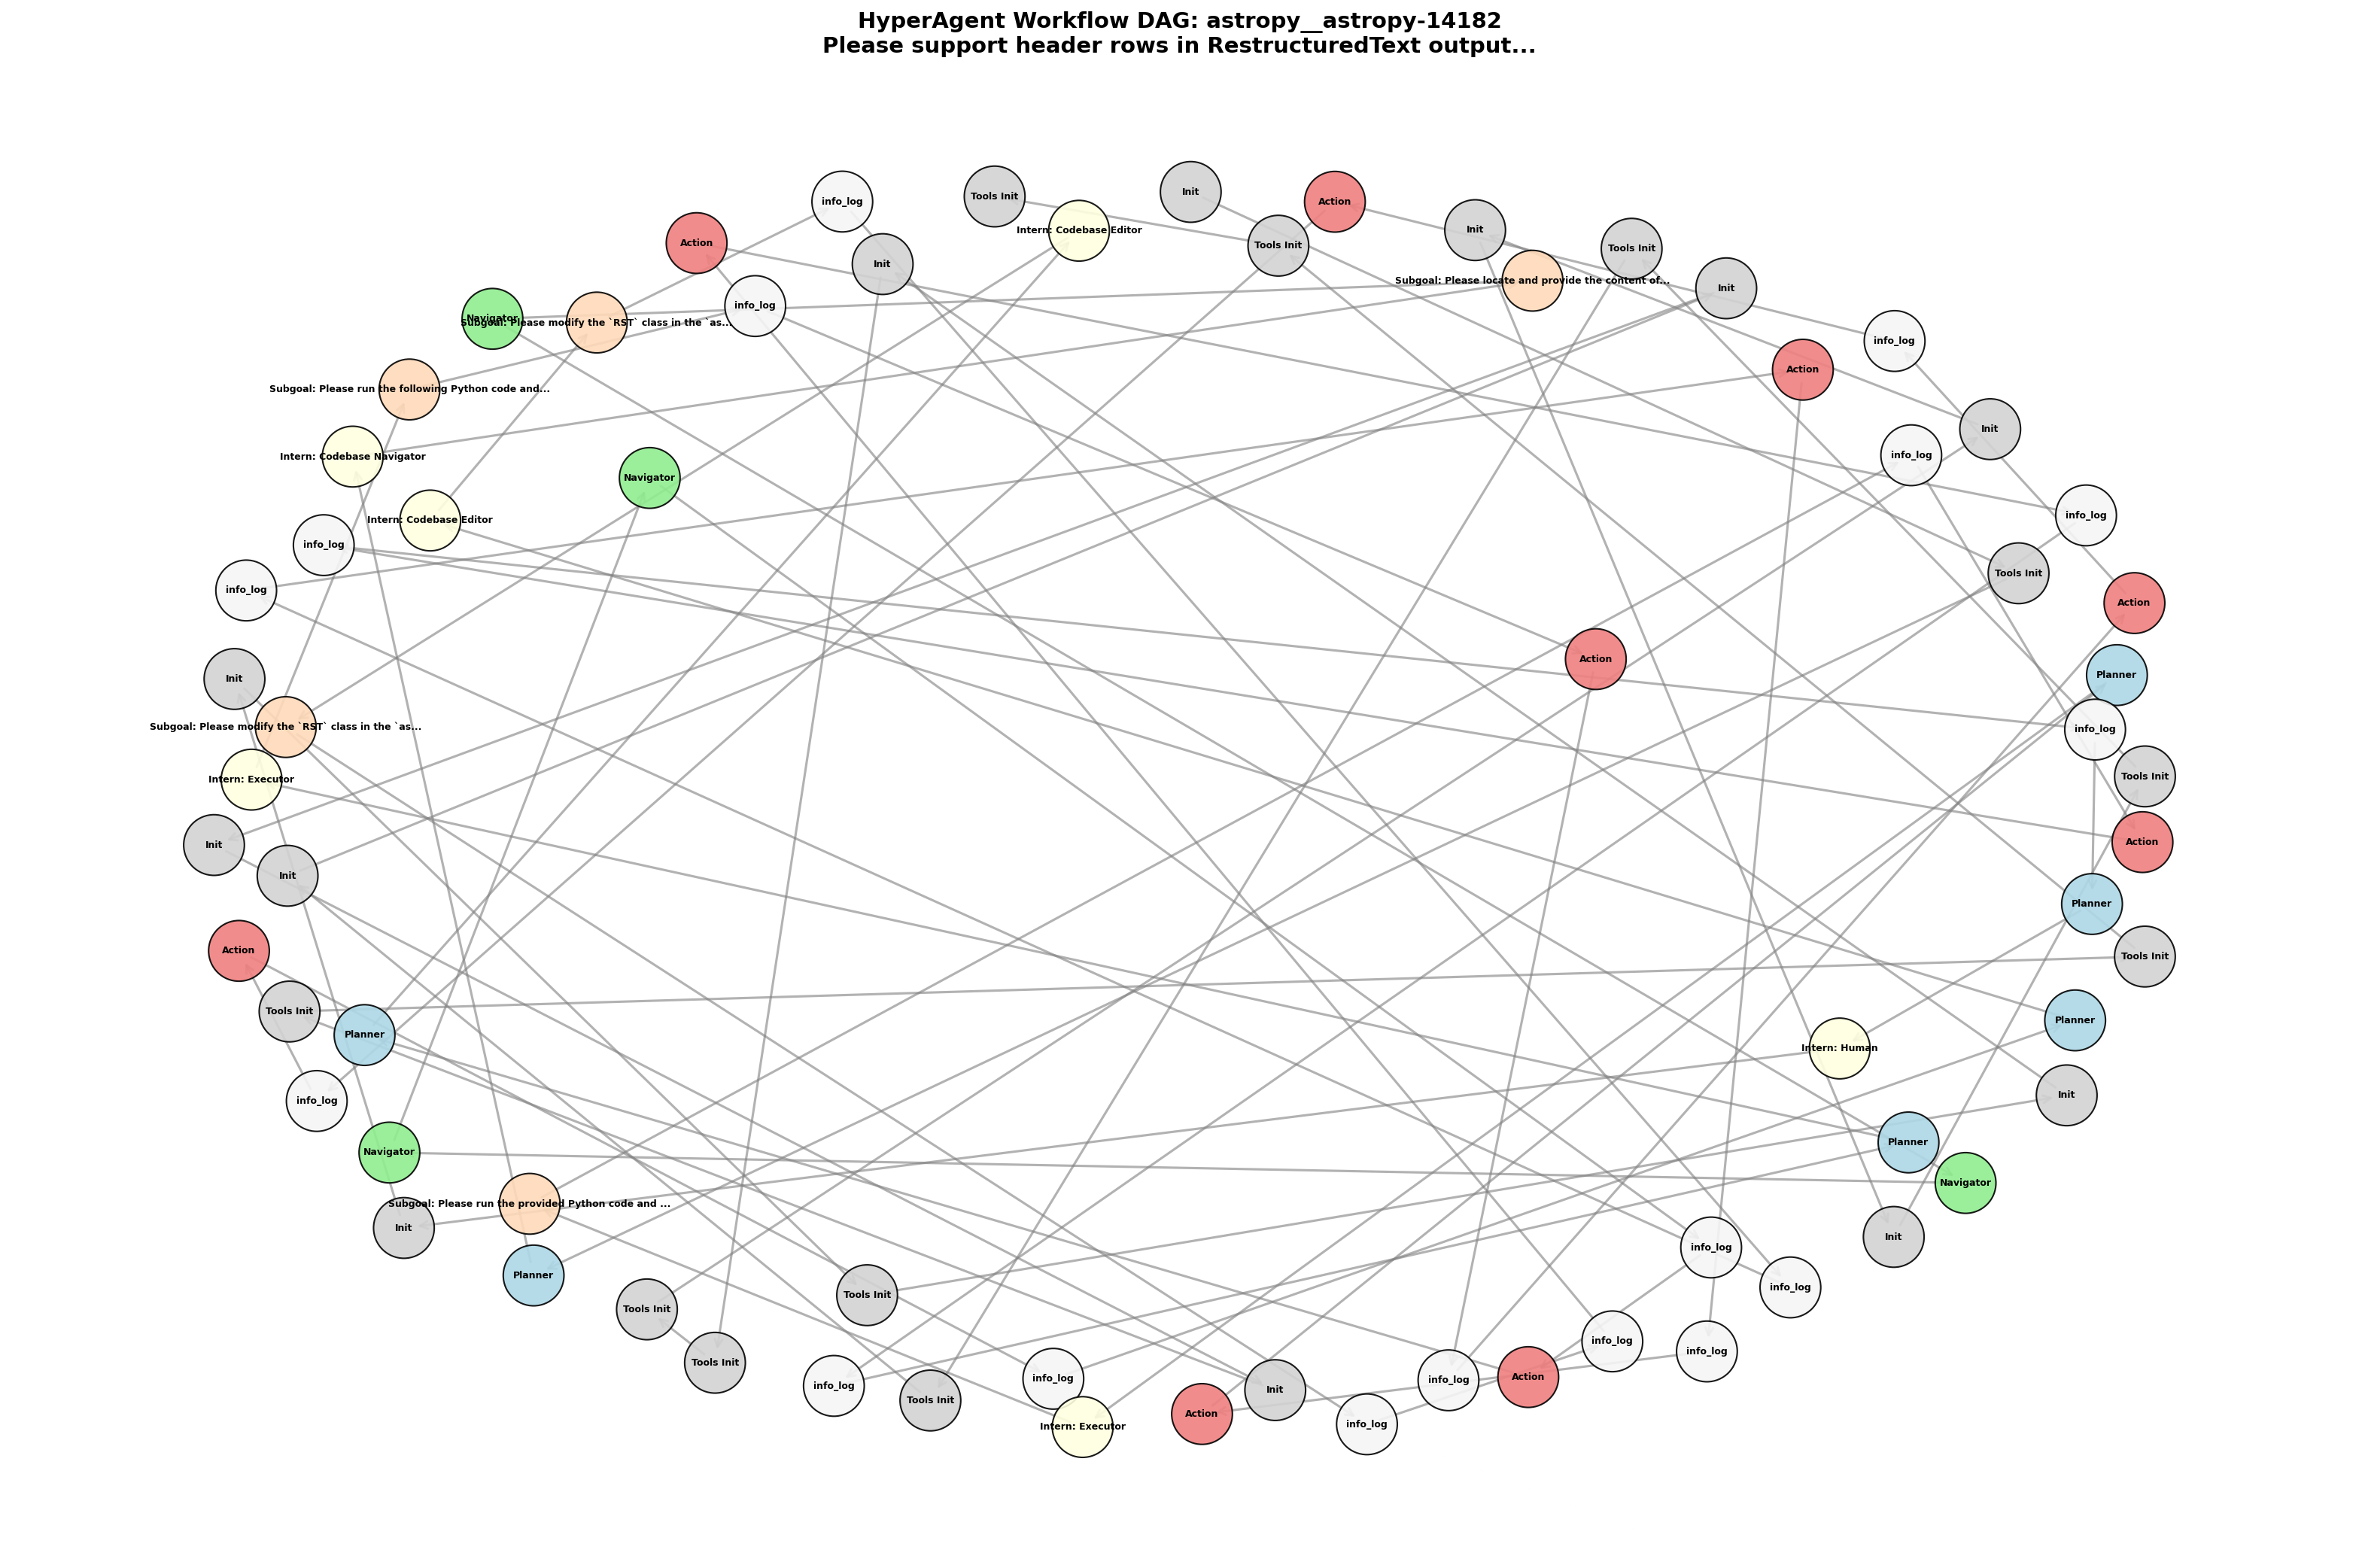 HyperAgent Workflow DAG: astropy__astropy-14182
Please support header rows in RestructuredText output...
Init
Tools Init
info_log
Action
Tools Init
Init
Intern: Codebase Editor
Action
Tools Init
Init
Subgoal: Please locate and provide the content of...
Init
info_log
Navigator
Subgoal: Please modify the `RST` class in the `as...
info_log
Action
Subgoal: Please run the following Python code and...
Init
Intern: Codebase Navigator
info_log
Navigator
Intern: Codebase Editor
info_log
info_log
Tools Init
info_log
Action
Action
Init
Planner
Subgoal: Please modify the `RST` class in the `as...
info_log
Intern: Executor
Tools Init
Init
Action
Init
Planner
Action
Tools Init
Tools Init
Planner
Planner
Intern: Human
info_log
Init
Navigator
Planner
Navigator
Subgoal: Please run the provided Python code and ...
Init
Init
info_log
Planner
info_log
Tools Init
Tools Init
info_log
info_log
Tools Init
info_log
Action
info_log
info_log
Init
Tools Init
Action
info_log
Intern: Executor